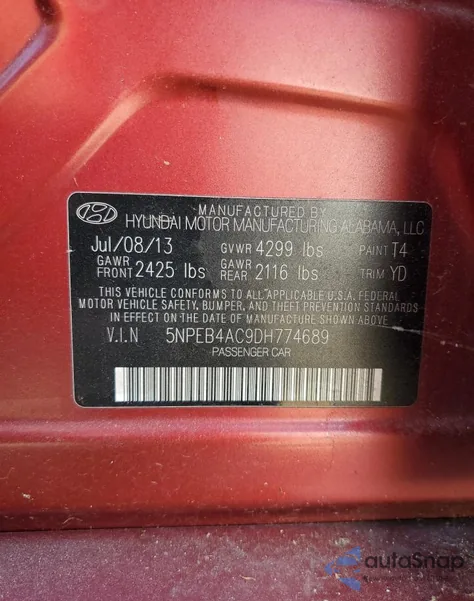 MANUFACTURED BY
HYUNDAI MOTOR MANUFACTURING ALABAMA, LLC
Jul/08/13 GVWR 4299 lbs PAINT T4
GAWR FRONT 2425 lbs GAWR REAR 2116 lbs TRIM YD
THIS VEHICLE CONFORMS TO ALL APPLICABLE U.S.A. FEDERAL
MOTOR VEHICLE SAFETY, BUMPER, AND THEFT PREVENTION STANDARDS
IN EFFECT ON THE DATE OF MANUFACTURE SHOWN ABOVE.
V.I.N 5NPEB4AC9DH774689
PASSENGER CAR
autoSnap